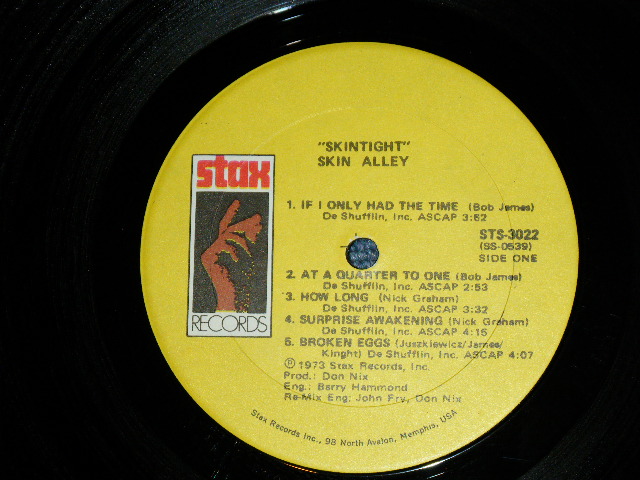 "SKINTIGHT"
SKIN ALLEY
stax
RECORDS
1. IF I ONLY HAD THE TIME (Bob James)
De Shufflin, Inc. ASCAP 3:52
STS-3022
(SS-0539)
SIDE ONE
2. AT A QUARTER TO ONE (Bob James)
De Shufflin, Inc. ASCAP 2:53
3. HOW LONG (Nick Graham)
De Shufflin, Inc. ASCAP 3:32
4. SURPRISE AWAKENING (Nick Graham)
De Shufflin, Inc. ASCAP 4:15
5. BROKEN EGGS (Juszkiewicz/James/
Kinght) De Shufflin, Inc. ASCAP 4:07
Ⓟ 1973 Stax Records, Inc.
Prod.: Don Nix
Eng.: Barry Hammond
Re-Mix Eng: John Fry, Don Nix
Stax Records Inc., 98 North Avalon, Memphis, USA